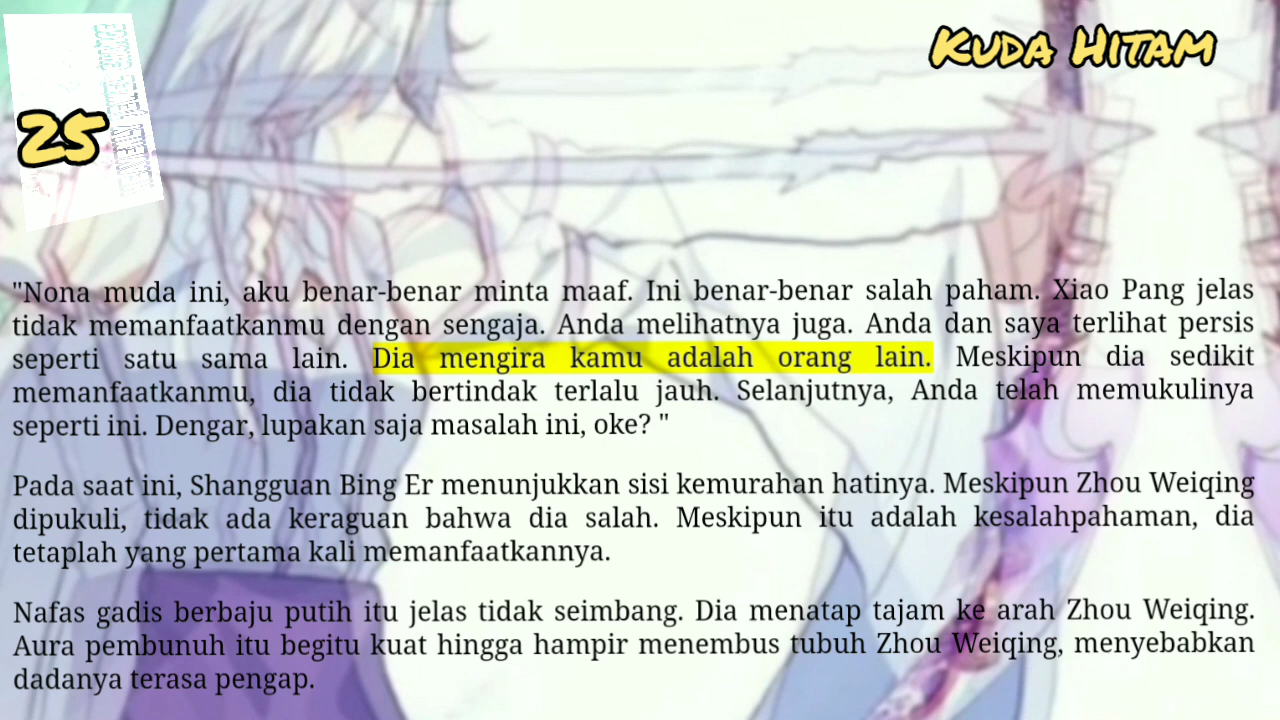 Kuda Hitam
25
"Nona muda ini, aku benar-benar minta maaf. Ini benar-benar salah paham. Xiao Pang jelas
tidak memanfaatkanmu dengan sengaja. Anda melihatnya juga. Anda dan saya terlihat persis
seperti satu sama lain. Dia mengira kamu adalah orang lain. Meskipun dia sedikit
memanfaatkanmu, dia tidak bertindak terlalu jauh. Selanjutnya, Anda telah memukulinya
seperti ini. Dengar, lupakan saja masalah ini, oke? "
Pada saat ini, Shangguan Bing Er menunjukkan sisi kemurahan hatinya. Meskipun Zhou Weiqing
dipukuli, tidak ada keraguan bahwa dia salah. Meskipun itu adalah kesalahpahaman, dia
tetaplah yang pertama kali memanfaatkannya.
Nafas gadis berbaju putih itu jelas tidak seimbang. Dia menatap tajam ke arah Zhou Weiqing.
Aura pembunuh itu begitu kuat hingga hampir menembus tubuh Zhou Weiqing, menyebabkan
dadanya terasa pengap.